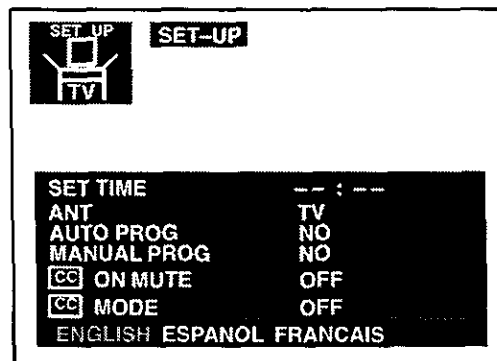 SET UP
SET-UP
TV
SET TIME -- : --
ANT TV
AUTO PROG NO
MANUAL PROG NO
CC ON MUTE OFF
CC MODE OFF
ENGLISH ESPANOL FRANCAIS